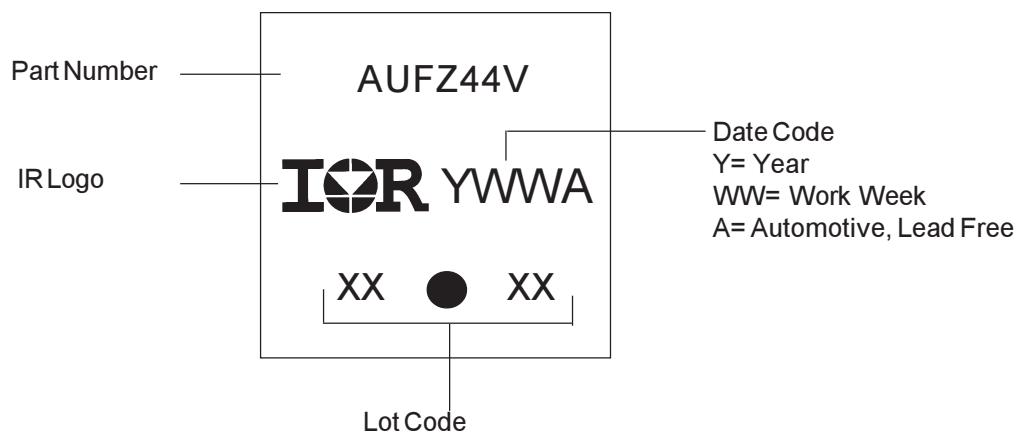 Part Number
AUFZ44V
IR Logo
IOR YWWA
Date Code
Y= Year
WW= Work Week
A= Automotive, Lead Free
XX XX
Lot Code